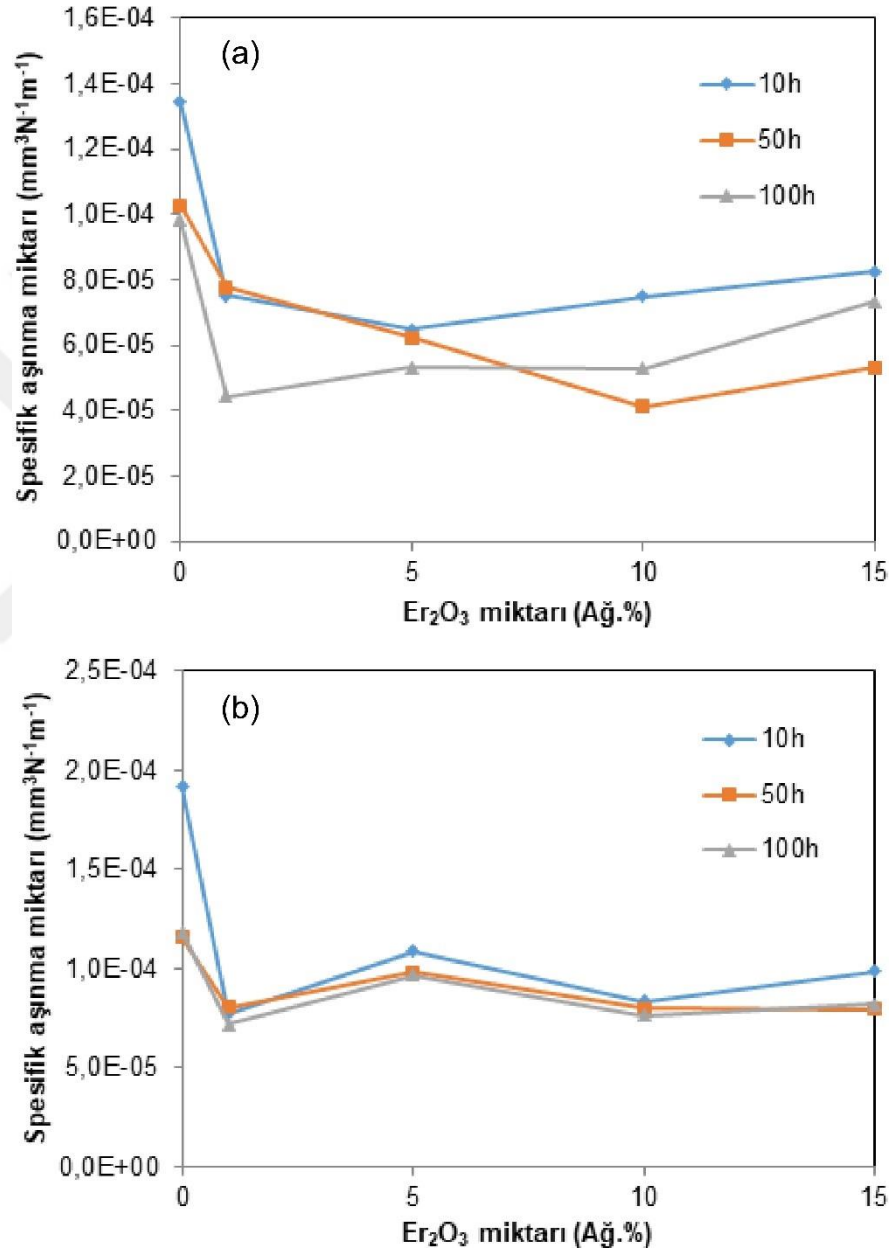 (a)
1,6E-04
1,4E-04
1,2E-04
1,0E-04
8,0E-05
6,0E-05
4,0E-05
2,0E-05
0,0E+00
Spesifik aşınma miktarı (mm³N⁻¹m⁻¹)
10h
50h
100h
0 5 10 15
Er₂O₃ miktarı (Ağ.%)
(b)
2,5E-04
2,0E-04
1,5E-04
1,0E-04
5,0E-05
0,0E+00
Spesifik aşınma miktarı (mm³N⁻¹m⁻¹)
10h
50h
100h
0 5 10 15
Er₂O₃ miktarı (Ağ.%)